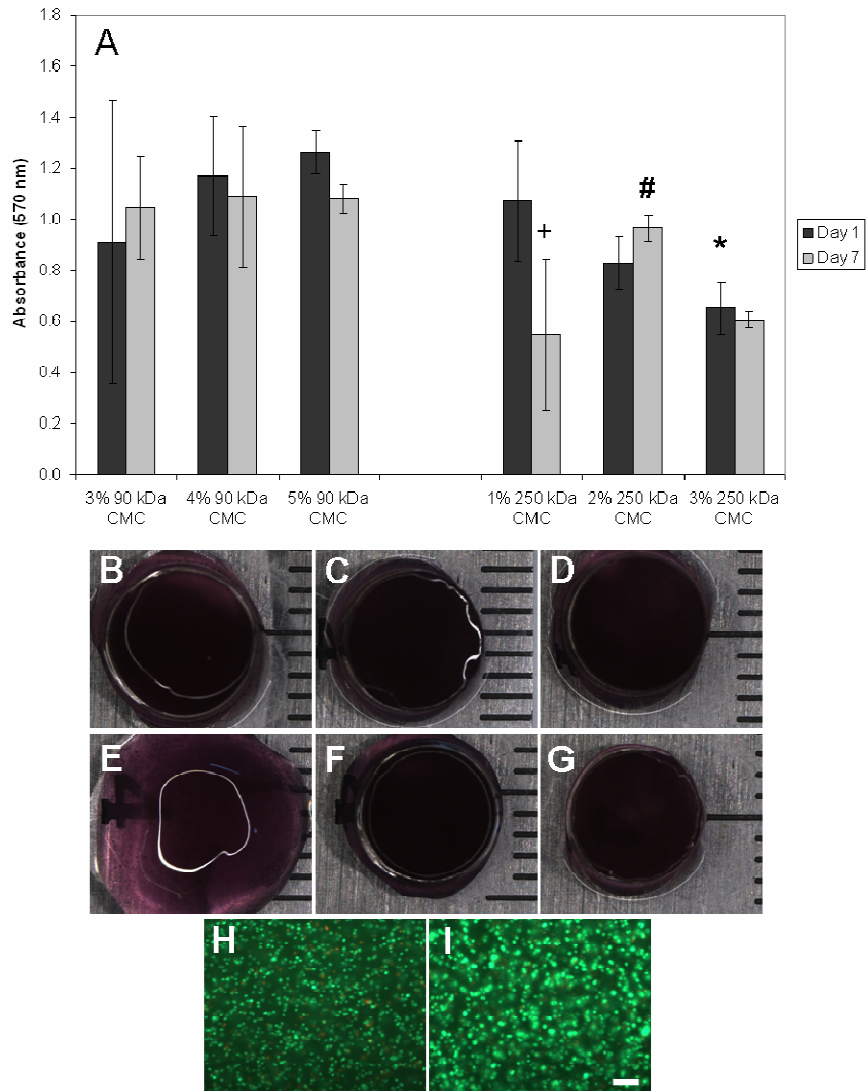 A
1.8
1.6
1.4
1.2
1.0
0.8
0.6
0.4
0.2
0.0
Absorbance (570 nm)
+
#
*
Day 1
Day 7
3% 90 kDa CMC
4% 90 kDa CMC
5% 90 kDa CMC
1% 250 kDa CMC
2% 250 kDa CMC
3% 250 kDa CMC
B
C
D
E
F
G
H
I